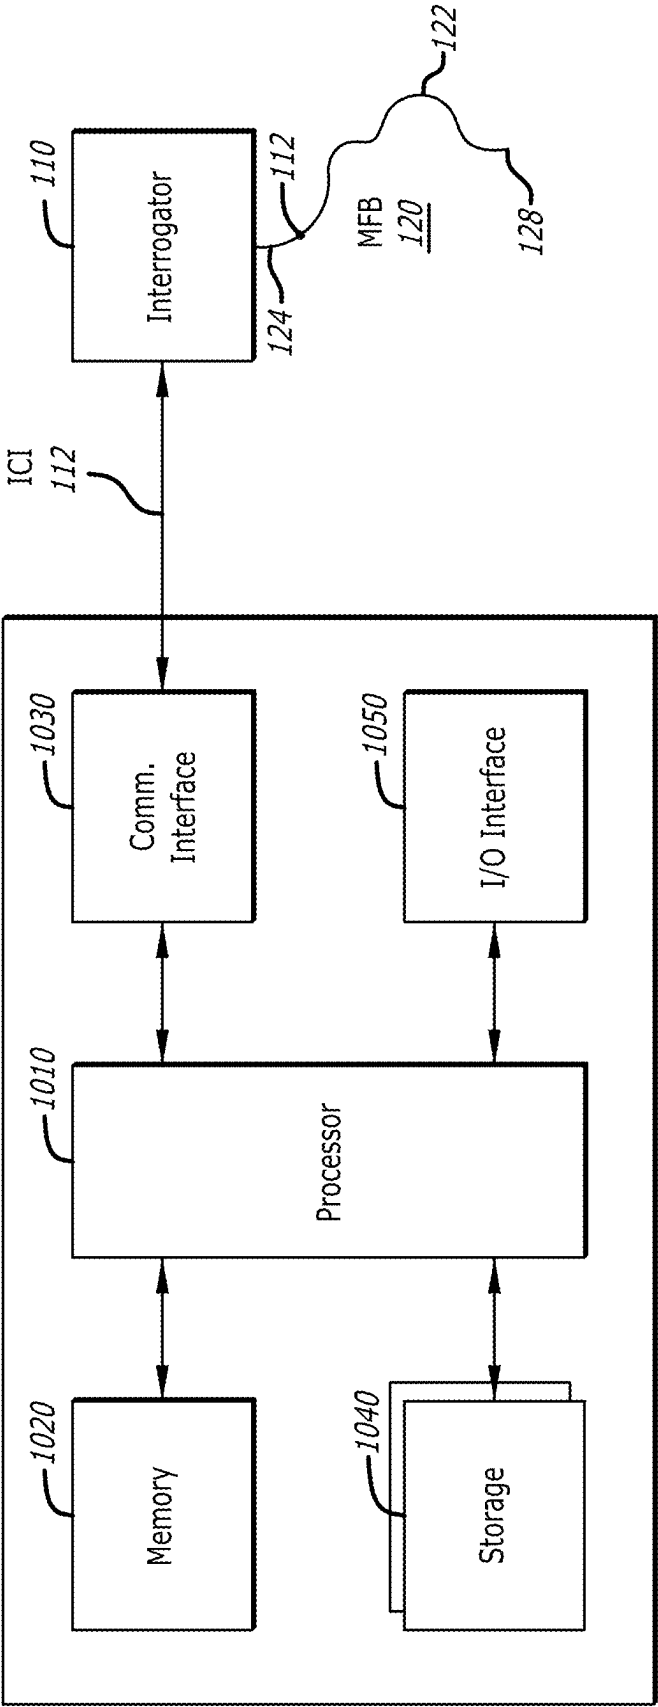 1020
Memory
1010
Processor
1030
Comm.
Interface
ICI
112
110
Interrogator
124
112
MFB
120
122
128
1040
Storage
1050
I/O Interface